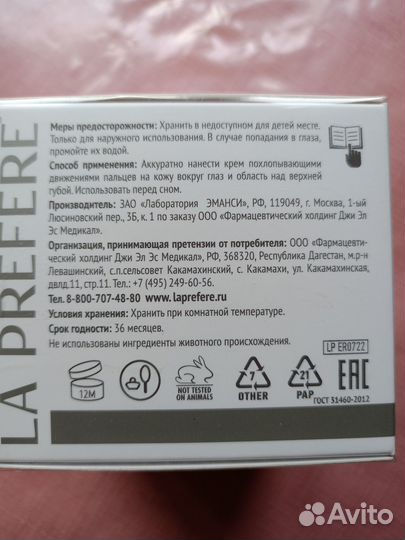 LA PREFERE
Меры предосторожности: Хранить в недоступном для детей месте.
Только для наружного использования. В случае попадания в глаза,
промойте их водой.
Способ применения: Аккуратно нанести крем похлопывающими
движениями пальцев на кожу вокруг глаз и область над верхней
губой. Использовать перед сном.
Производитель: ЗАО «Лаборатория ЭМАНСИ», РФ, 119049, г. Москва, 1-ый
Люсиновский пер., 3Б, к. 1 по заказу ООО «Фармацевтический холдинг Джи Эл
Эс Медикал».
Организация, принимающая претензии от потребителя: ООО «Фармацев-
тический холдинг Джи Эл Эс Медикал», РФ, 368320, Республика Дагестан, м.р-н
Левашинский, с.п.сельсовет Какамахинский, с. Какамахи, ул. Какамахинская,
двлд.11, стр.11, Тел.: +7 (495) 249-60-56.
Тел. 8-800-707-48-80 www.laprefere.ru
Условия хранения: Хранить при комнатной температуре.
Срок годности: 36 месяцев.
Не использованы ингредиенты животного происхождения.
LP ER0722
12M
NOT TESTED
ON ANIMALS
7
OTHER
21
PAP
EAC
ГОСТ 31460-2012
Avito